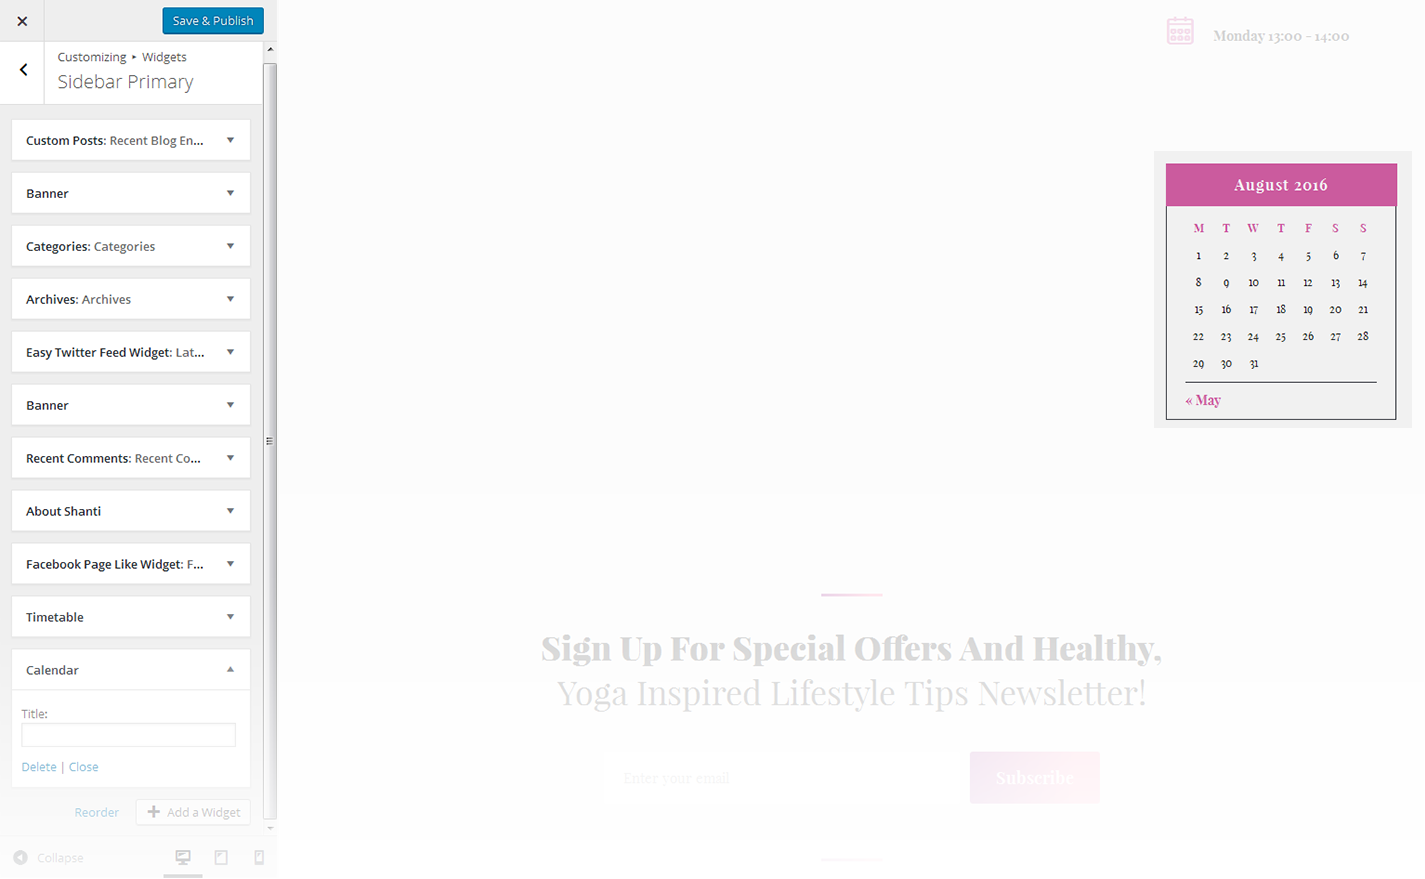 Save & Publish
Customizing ▸ Widgets
Sidebar Primary
Custom Posts: Recent Blog En...
Banner
Categories: Categories
Archives: Archives
Easy Twitter Feed Widget: Lat...
Banner
Recent Comments: Recent Co...
About Shanti
Facebook Page Like Widget: F...
Timetable
Calendar
Title:
Delete | Close
Reorder
Add a Widget
Collapse
Monday 13:00 - 14:00
August 2016
M T W T F S S
1 2 3 4 5 6 7
8 9 10 11 12 13 14
15 16 17 18 19 20 21
22 23 24 25 26 27 28
29 30 31
« May
Sign Up For Special Offers And Healthy,
Yoga Inspired Lifestyle Tips Newsletter!
Enter your email
Subscribe